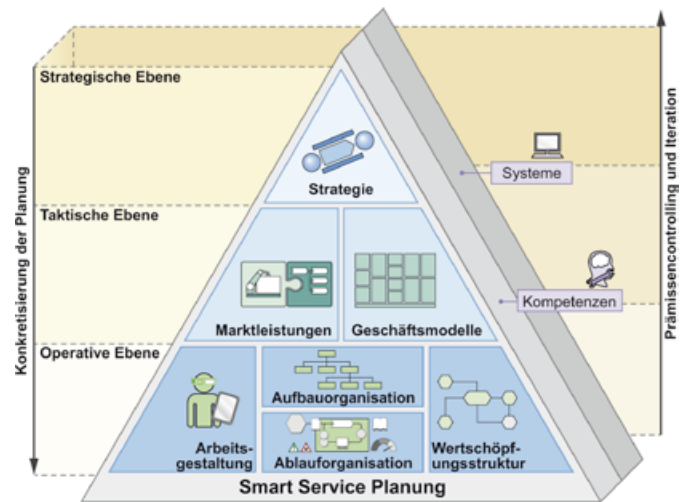 Strategische Ebene
Systeme
Strategie
Taktische Ebene
Kompetenzen
Marktleistungen
Geschäftsmodelle
Operative Ebene
Aufbauorganisation
Arbeits-
gestaltung
Ablauforganisation
Wertschöpf-
ungsstruktur
Smart Service Planung
Konkretisierung der Planung
Prämissencontrolling und Iteration